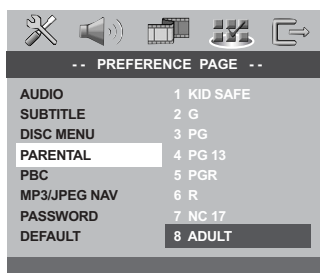 -- PREFERENCE PAGE --
AUDIO 1 KID SAFE
SUBTITLE 2 G
DISC MENU 3 PG
PARENTAL 4 PG 13
PBC 5 PGR
MP3/JPEG NAV 6 R
PASSWORD 7 NC 17
DEFAULT 8 ADULT